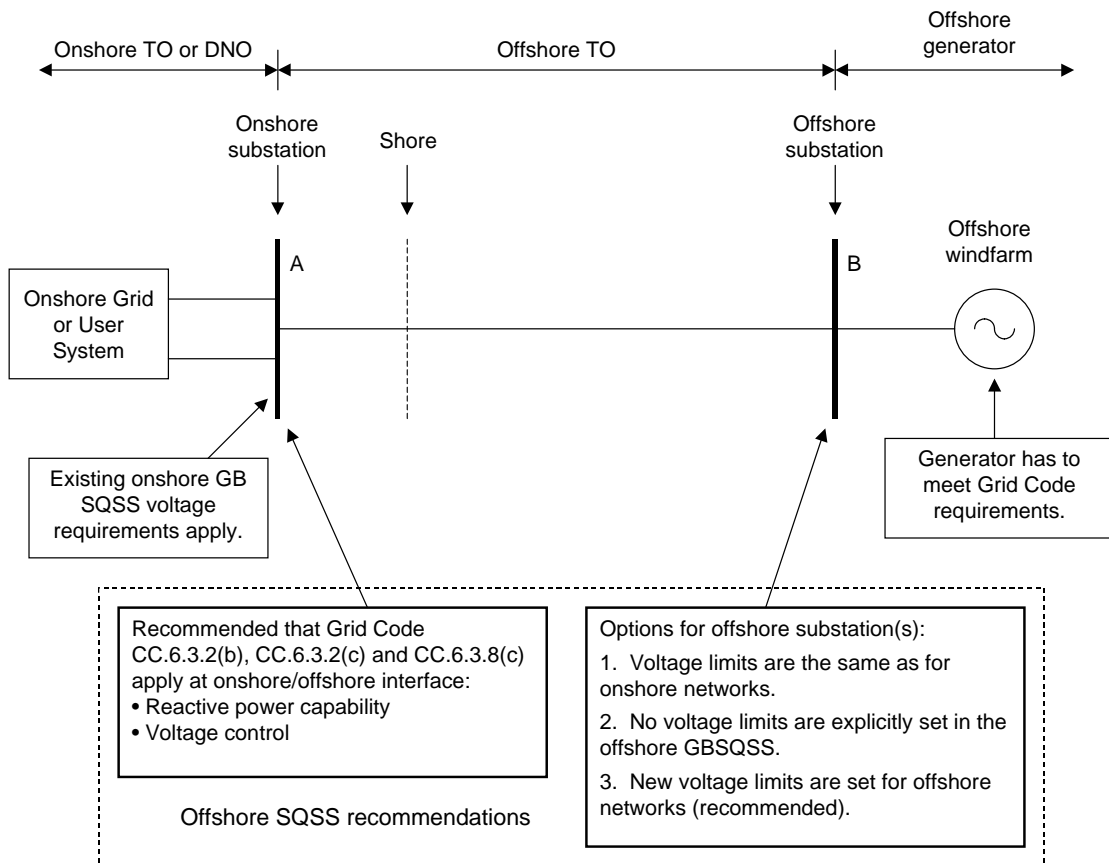 Onshore TO or DNO
Offshore TO
Offshore
generator
Onshore
substation
Shore
Offshore
substation
A
B
Offshore
windfarm
Onshore Grid
or User
System
Existing onshore GB
SQSS voltage
requirements apply.
Generator has to
meet Grid Code
requirements.
Recommended that Grid Code
CC.6.3.2(b), CC.6.3.2(c) and CC.6.3.8(c)
apply at onshore/offshore interface:
• Reactive power capability
• Voltage control
Options for offshore substation(s):
1. Voltage limits are the same as for
onshore networks.
2. No voltage limits are explicitly set in the
offshore GBSQSS.
3. New voltage limits are set for offshore
networks (recommended).
Offshore SQSS recommendations